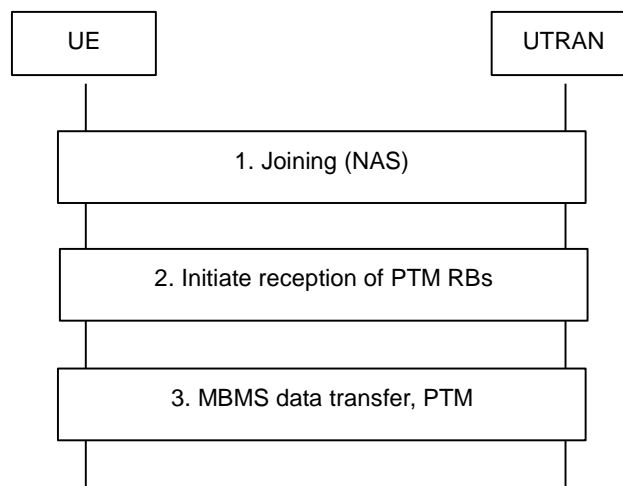 UE
UTRAN
1. Joining (NAS)
2. Initiate reception of PTM RBs
3. MBMS data transfer, PTM